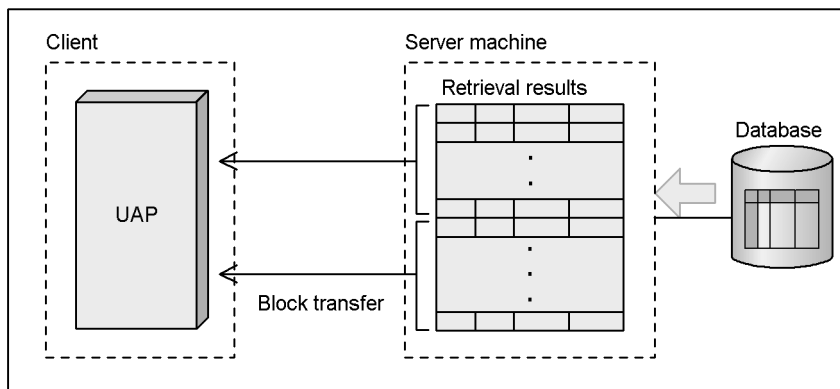 Client
Server machine
Retrieval results
Database
UAP
Block transfer